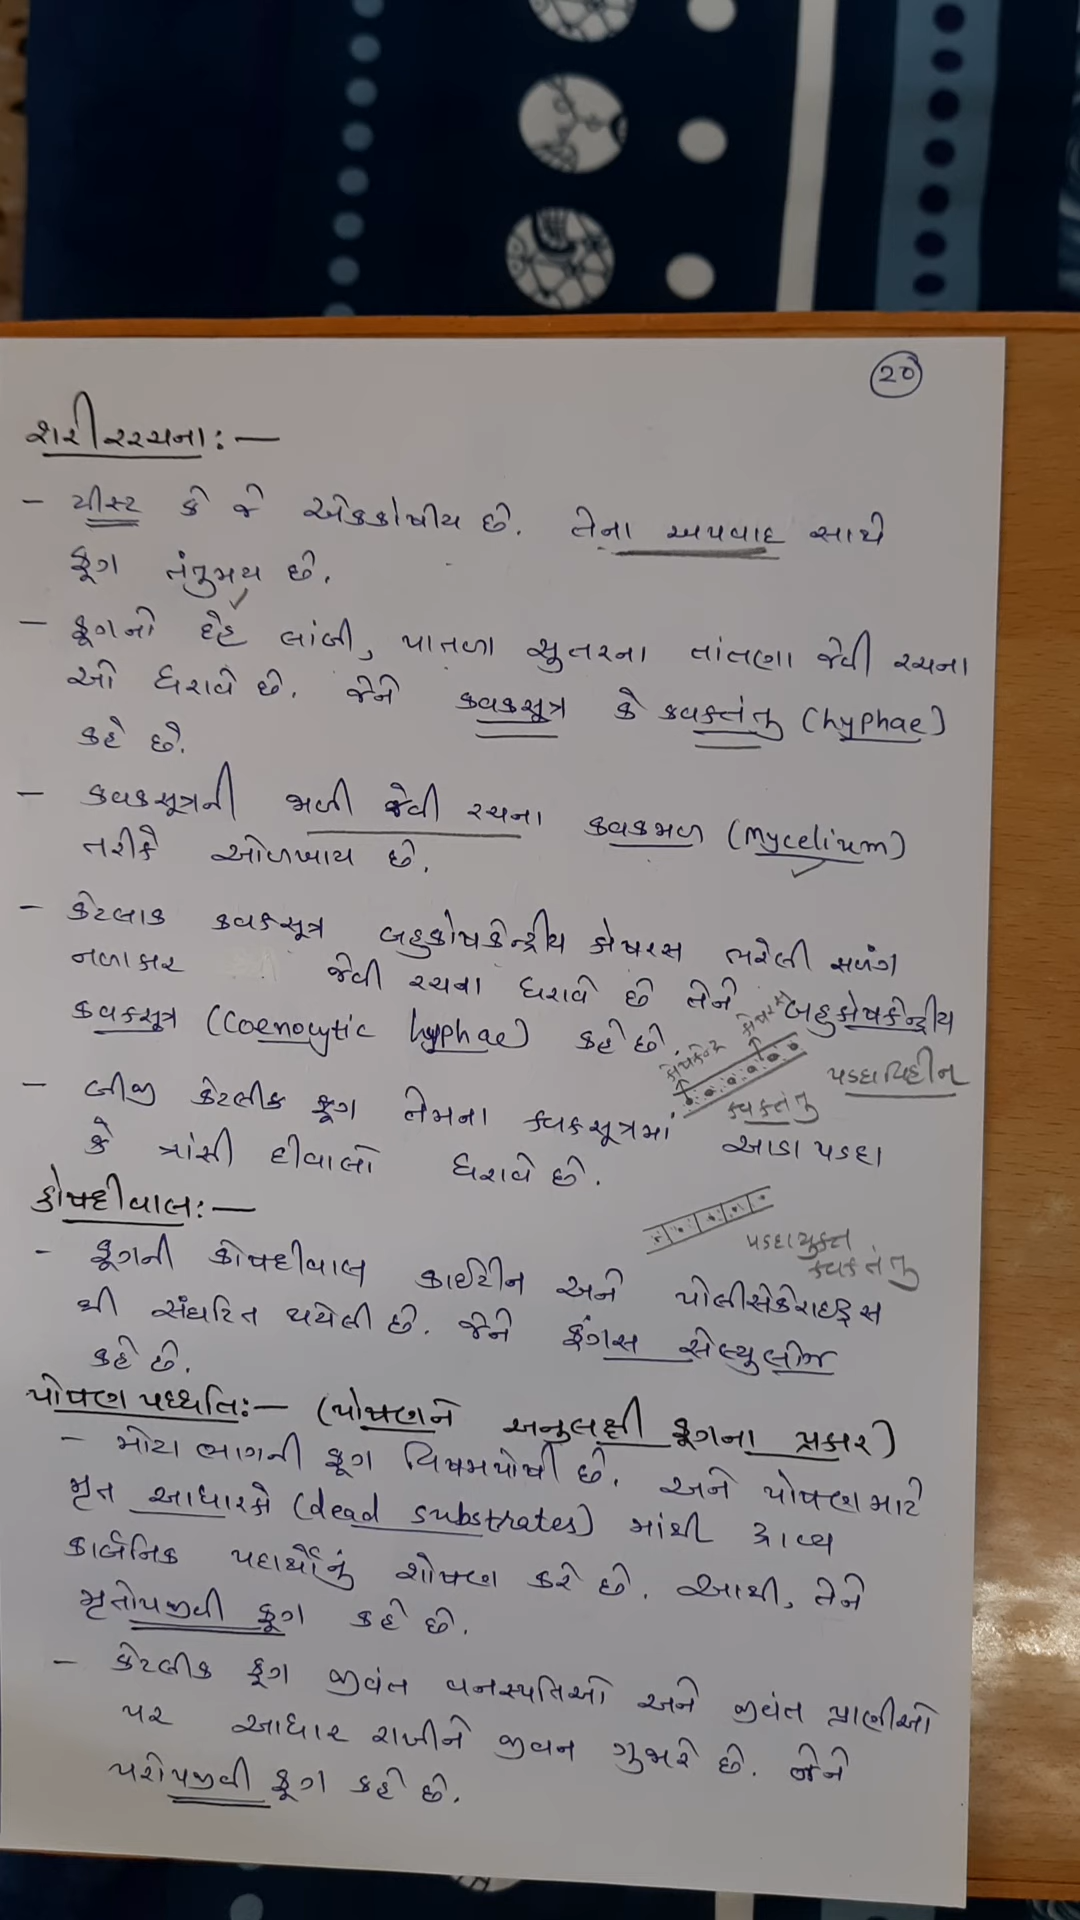 20
શરીરરચના:—
– યીસ્ટ કે જે એકકોષીય છે. તેના અપવાદ સાથે
ફૂગ તંતુમય છે.
– ફૂગનો દેહ લાંબી, પાતળા સુતરના તાંતણા જેવી રચના
ઓ ધરાવે છે. જેને કવકસૂત્ર કે કવકતંતુ (hyphae)
કહે છે.
– કવકસૂત્રની જાળી જેવી રચના કવકજાળ (Mycelium)
તરીકે ઓળખાય છે.
– કેટલાક કવકસૂત્ર બહુકોષકેન્દ્રીય કોષરસ ભરેલી સળંગ
નળાકાર જેવી રચના ધરાવે છે તેને બહુકોષકેન્દ્રીય
કવકસૂત્ર (Coenocytic hyphae) કહે છે.
કોષકેન્દ્ર કોષરસ
પડદાવિહીન
કવકતંતુ
– બીજી કેટલીક ફૂગ તેમના કવકસૂત્રમાં આડા પડદા
કે ત્રાંસી દીવાલો ધરાવે છે.
પડદાયુક્ત
કવકતંતુ
કોષદીવાલ:—
– ફૂગની કોષદીવાલ કાઈટીન અને પોલીસેકેરાઇડ્સ
થી સંઘટિત થયેલી છે. જેને ફંગસ સેલ્યુલોઝ
કહે છે.
પોષણ પધ્ધતિ:— (પોષણને અનુલક્ષી ફૂગના પ્રકાર)
– મોટા ભાગની ફૂગ વિષમપોષી છે. અને પોષણ માટે
મૃત આધારકો (dead substrates) માંથી દ્રાવ્ય
કાર્બનિક પદાર્થોનું શોષણ કરે છે. આથી, તેને
મૃતોપજીવી ફૂગ કહે છે.
– કેટલીક ફૂગ જીવંત વનસ્પતિઓ અને જીવંત પ્રાણીઓ
પર આધાર રાખીને જીવન ગુજારે છે. જેને
પરોપજીવી ફૂગ કહે છે.